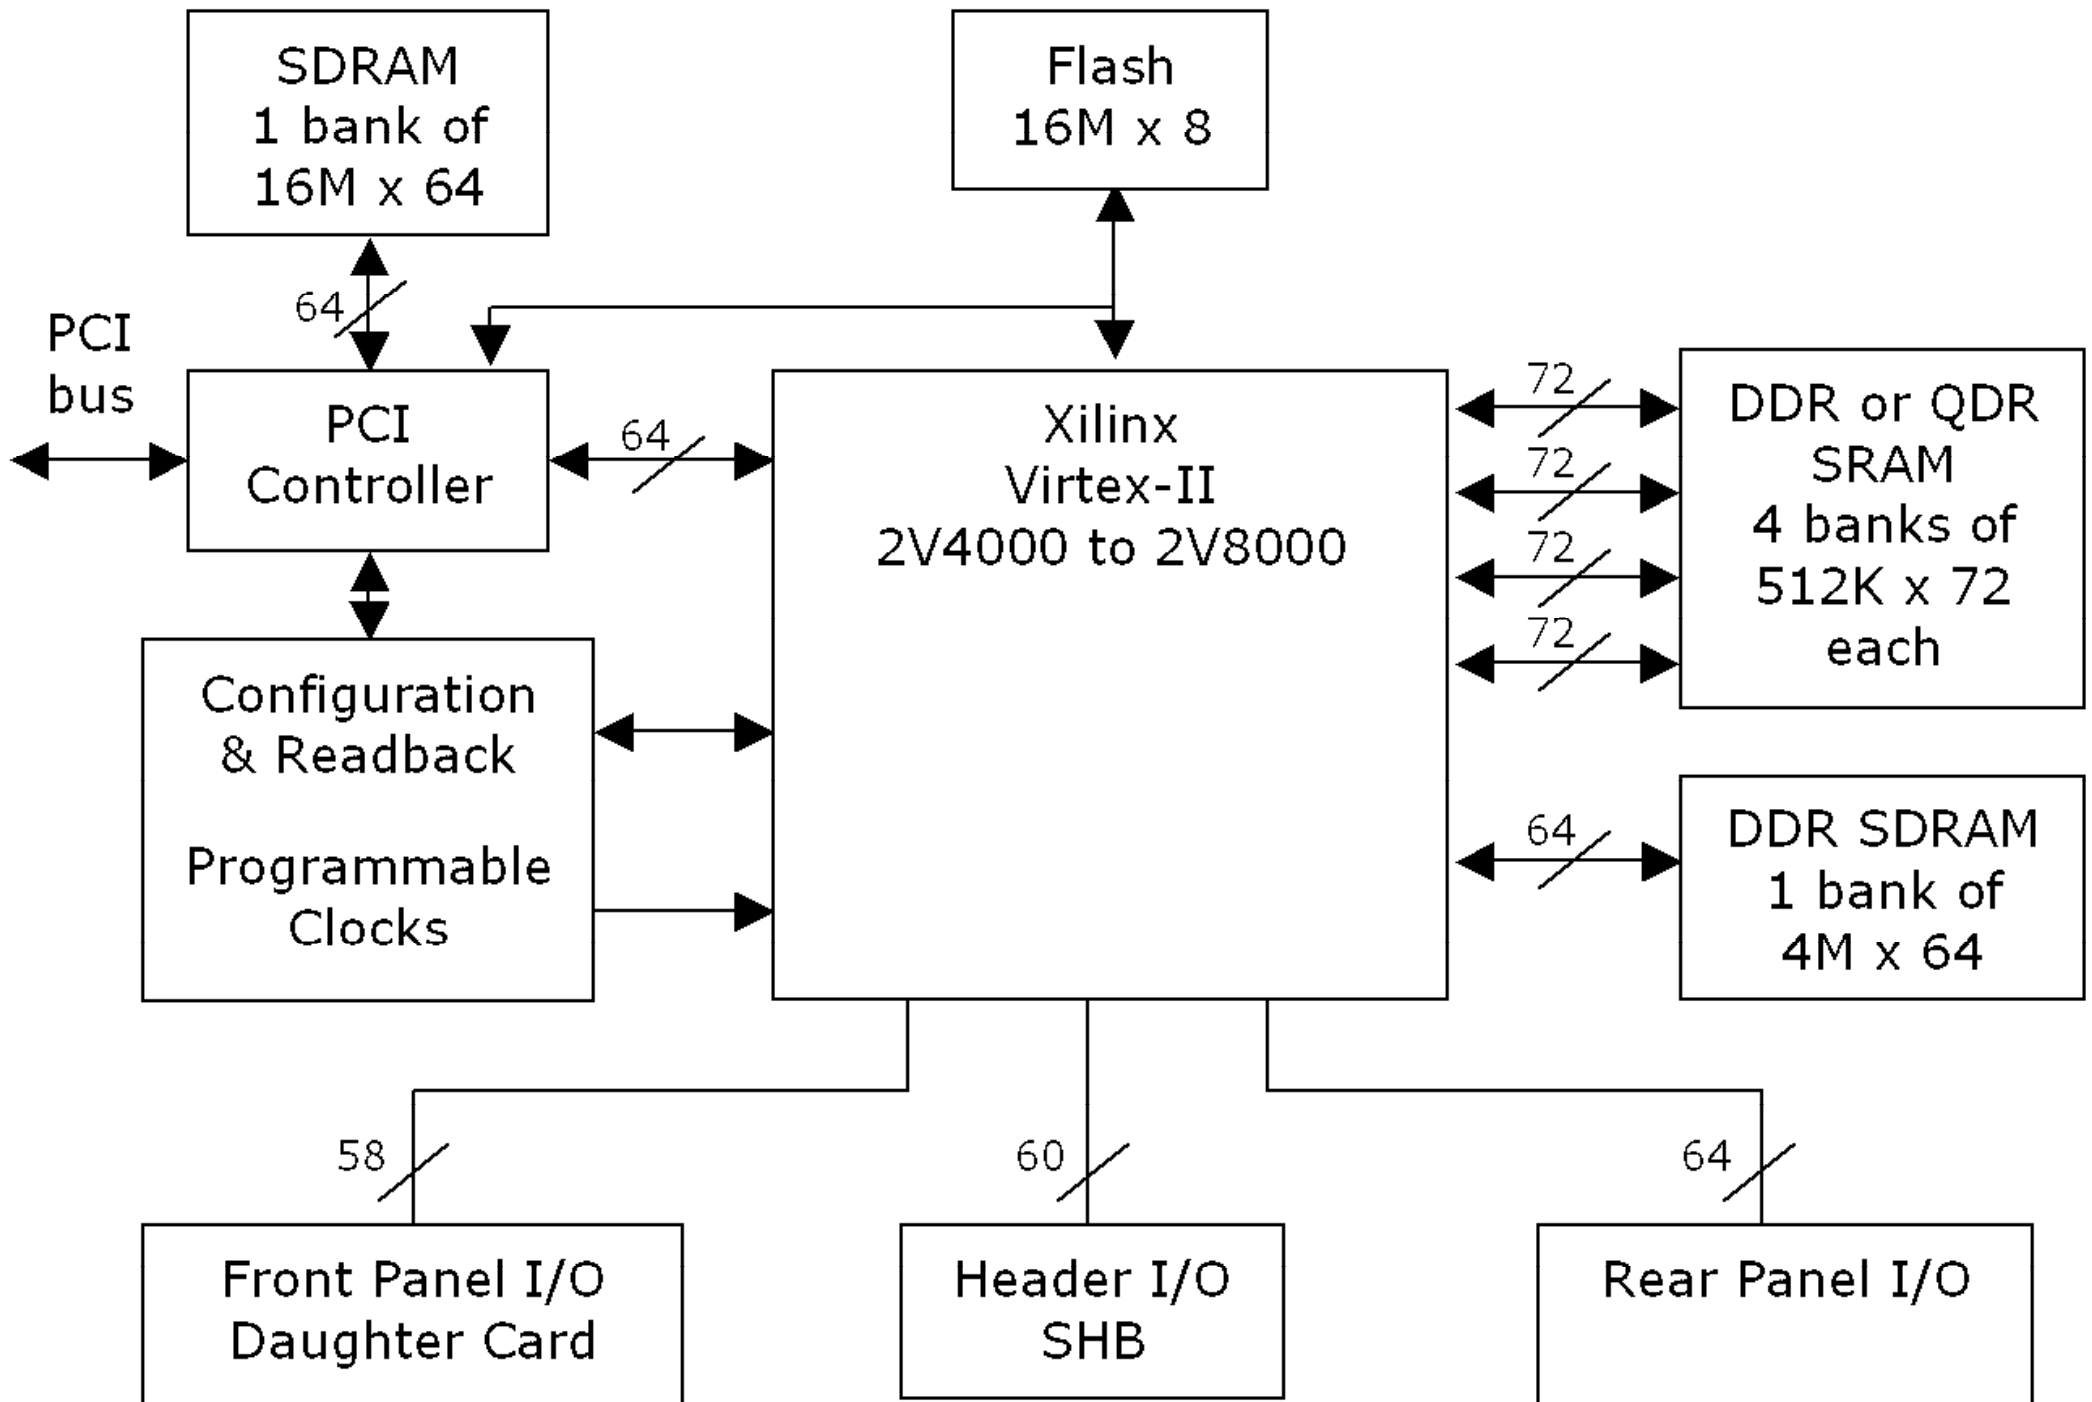 SDRAM
1 bank of
16M x 64
Flash
16M x 8
64
PCI
bus
PCI
Controller
64
Xilinx
Virtex-II
2V4000 to 2V8000
72
72
72
72
DDR or QDR
SRAM
4 banks of
512K x 72
each
Configuration
& Readback
Programmable
Clocks
64
DDR SDRAM
1 bank of
4M x 64
58
60
64
Front Panel I/O
Daughter Card
Header I/O
SHB
Rear Panel I/O